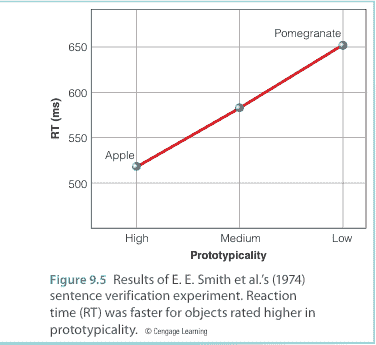 Pomegranate
650
600
RT (ms)
550
Apple
500
High Medium Low
Prototypicality
Figure 9.5 Results of E. E. Smith et al.’s (1974)
sentence verification experiment. Reaction
time (RT) was faster for objects rated higher in
prototypicality. © Cengage Learning